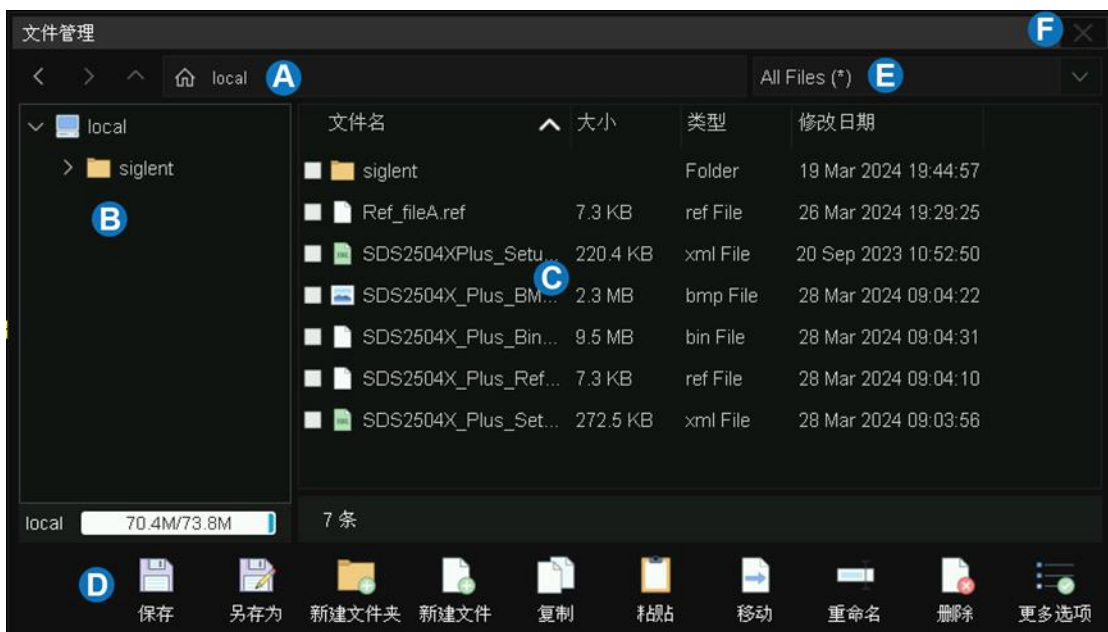 文件管理 F
local A All Files (*) E
local
siglent
B
文件名 大小 类型 修改日期
siglent Folder 19 Mar 2024 19:44:57
Ref_fileA.ref 7.3 KB ref File 26 Mar 2024 19:29:25
SDS2504XPlus_Setu... 220.4 KB xml File 20 Sep 2023 10:52:50
C
SDS2504X_Plus_BM... 2.3 MB bmp File 28 Mar 2024 09:04:22
SDS2504X_Plus_Bin... 9.5 MB bin File 28 Mar 2024 09:04:31
SDS2504X_Plus_Ref... 7.3 KB ref File 28 Mar 2024 09:04:10
SDS2504X_Plus_Set... 272.5 KB xml File 28 Mar 2024 09:03:56
local 70.4M/73.8M 7 条
D
保存 另存为 新建文件夹 新建文件 复制 粘贴 移动 重命名 删除 更多选项